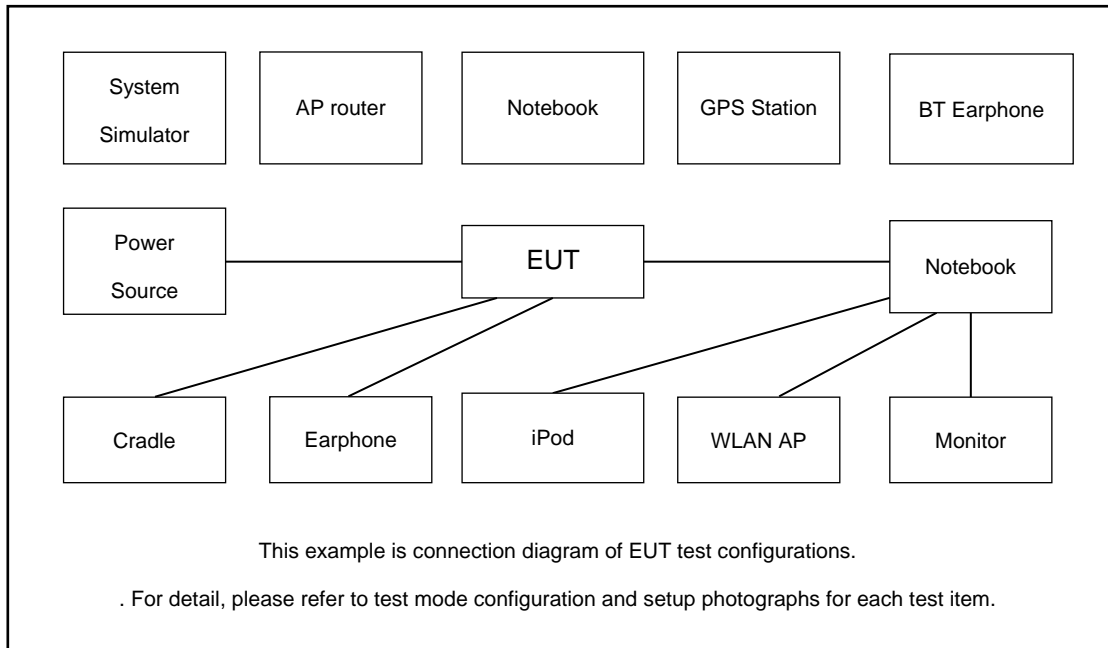 System
Simulator
AP router
Notebook
GPS Station
BT Earphone
Power
Source
EUT
Notebook
Cradle
Earphone
iPod
WLAN AP
Monitor
This example is connection diagram of EUT test configurations.
. For detail, please refer to test mode configuration and setup photographs for each test item.